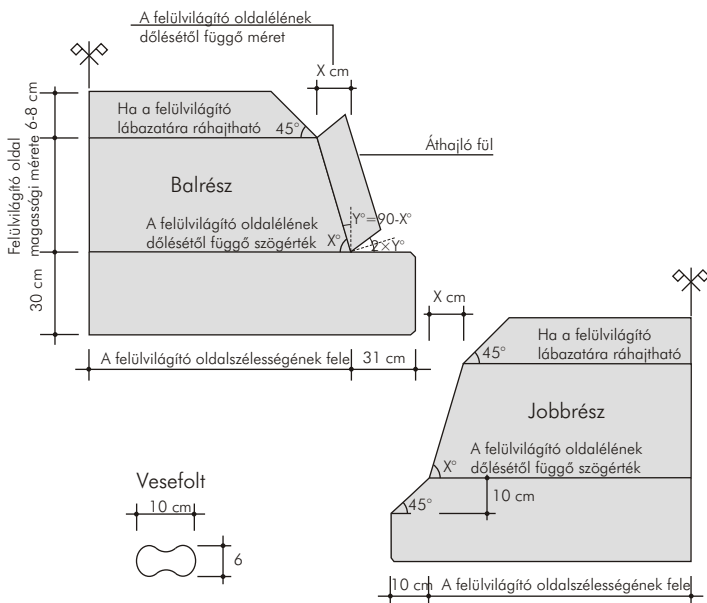 A felülvilágító oldalélének
dőlésétől függő méret
X cm
Ha a felülvilágító
lábazatára ráhajtható
45°
Áthajló fül
Felülvilágító oldal
magassági mérete 6-8 cm
30 cm
Balrész
Y°=90-X°
A felülvilágító oldalélének
dőlésétől függő szögérték
X°
2×Y°
A felülvilágító oldalszélességének fele
31 cm
X cm
Ha a felülvilágító
lábazatára ráhajtható
45°
Jobbrész
A felülvilágító oldalélének
dőlésétől függő szögérték
X°
10 cm
45°
10 cm
A felülvilágító oldalszélességének fele
Vesefolt
10 cm
6